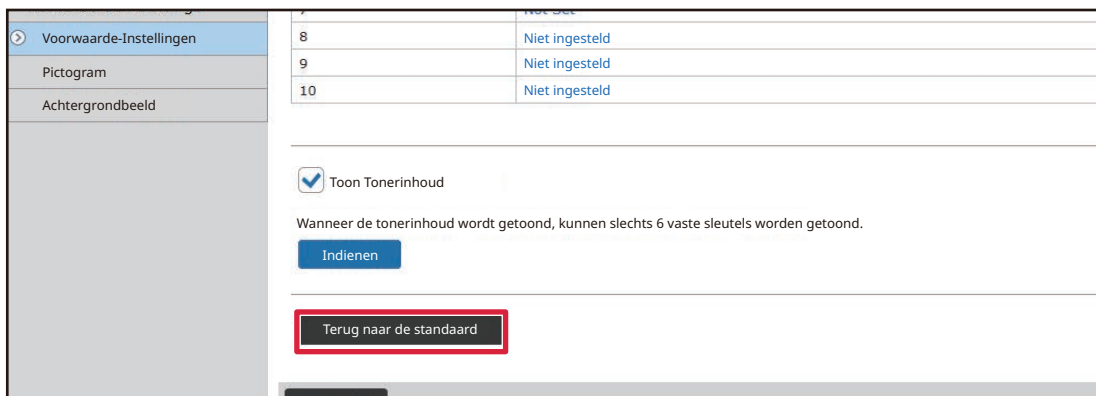 Voorwaarde-Instellingen
8 Niet ingesteld
Pictogram
9 Niet ingesteld
Achtergrondbeeld
10 Niet ingesteld
Toon Tonerinhoud
Wanneer de tonerinhoud wordt getoond, kunnen slechts 6 vaste sleutels worden getoond.
Indienen
Terug naar de standaard